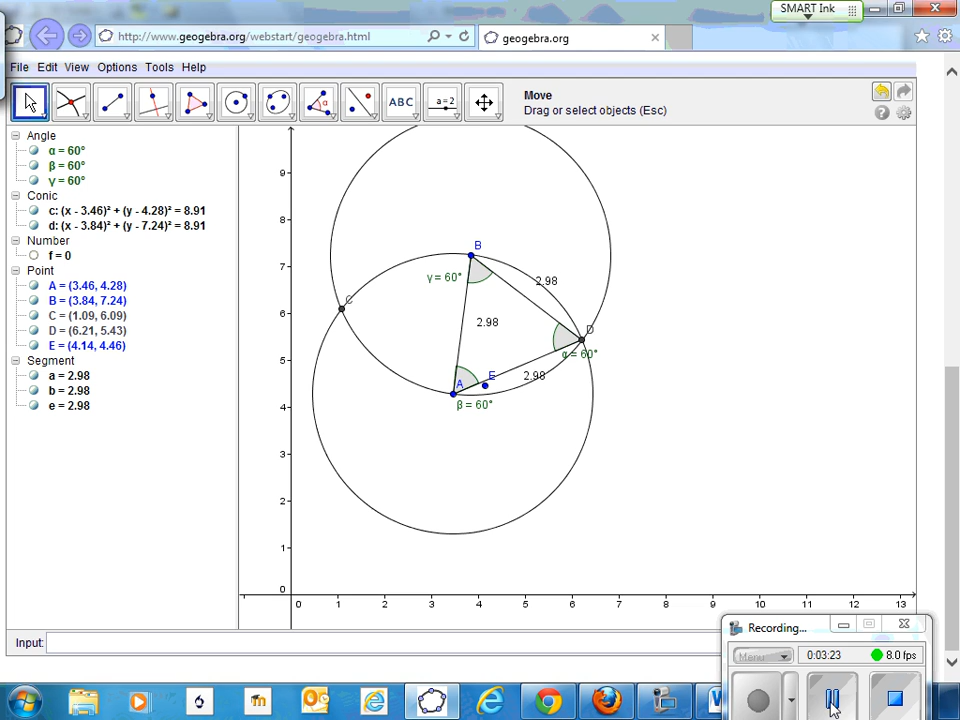 SMART Ink
http://www.geogebra.org/webstart/geogebra.html
geogebra.org
File Edit View Options Tools Help
ABC
a = 2
Move
Drag or select objects (Esc)
Angle
α = 60°
β = 60°
γ = 60°
Conic
c: (x - 3.46)² + (y - 4.28)² = 8.91
d: (x - 3.84)² + (y - 7.24)² = 8.91
Number
f = 0
Point
A = (3.46, 4.28)
B = (3.84, 7.24)
C = (1.09, 6.09)
D = (6.21, 5.43)
E = (4.14, 4.46)
Segment
a = 2.98
b = 2.98
e = 2.98
9
8
7
6
5
4
3
2
1
0
0 1 2 3 4 5 6 7 8 9 10 11 12 13
B
γ = 60°
2.98
C
2.98
D
α = 60°
A
E
2.98
β = 60°
Input:
Recording...
Menu
0:03:23
8.0 fps